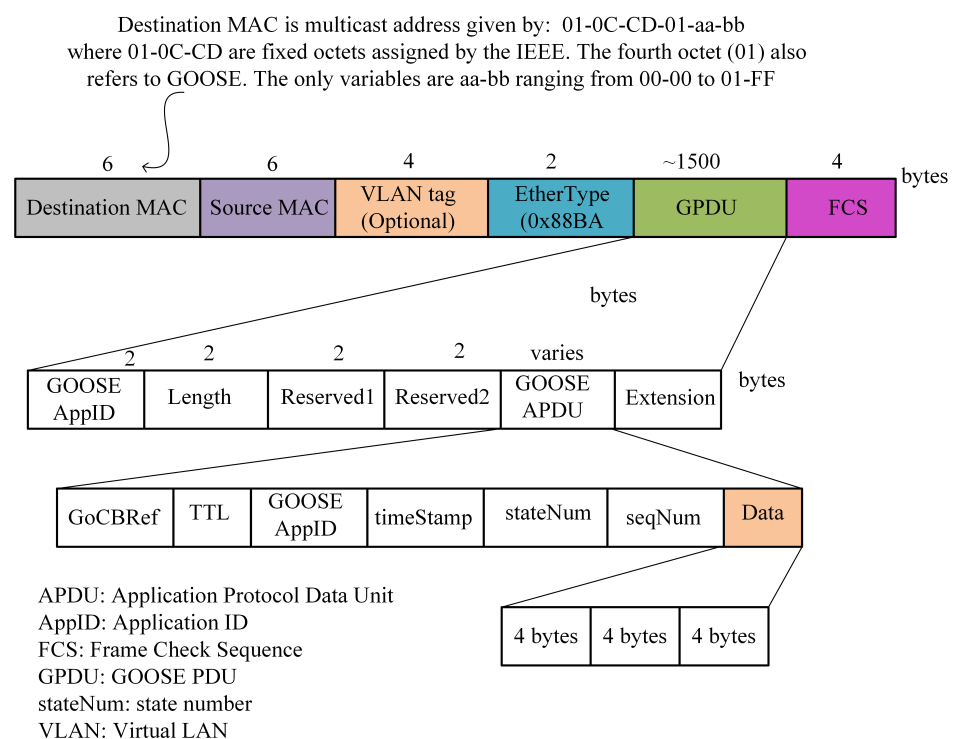 Destination MAC is multicast address given by:  01-0C-CD-01-aa-bb
where 01-0C-CD are fixed octets assigned by the IEEE. The fourth octet (01) also
refers to GOOSE. The only variables are aa-bb ranging from 00-00 to 01-FF
6 6 4 2 ~1500 4 bytes
Destination MAC
Source MAC
VLAN tag
(Optional)
EtherType
(0x88BA
GPDU
FCS
bytes
2 2 2 2 varies
bytes
GOOSE
AppID
Length
Reserved1
Reserved2
GOOSE
APDU
Extension
GoCBRef
TTL
GOOSE
AppID
timeStamp
stateNum
seqNum
Data
4 bytes 4 bytes 4 bytes
APDU: Application Protocol Data Unit
AppID: Application ID
FCS: Frame Check Sequence
GPDU: GOOSE PDU
stateNum: state number
VLAN: Virtual LAN